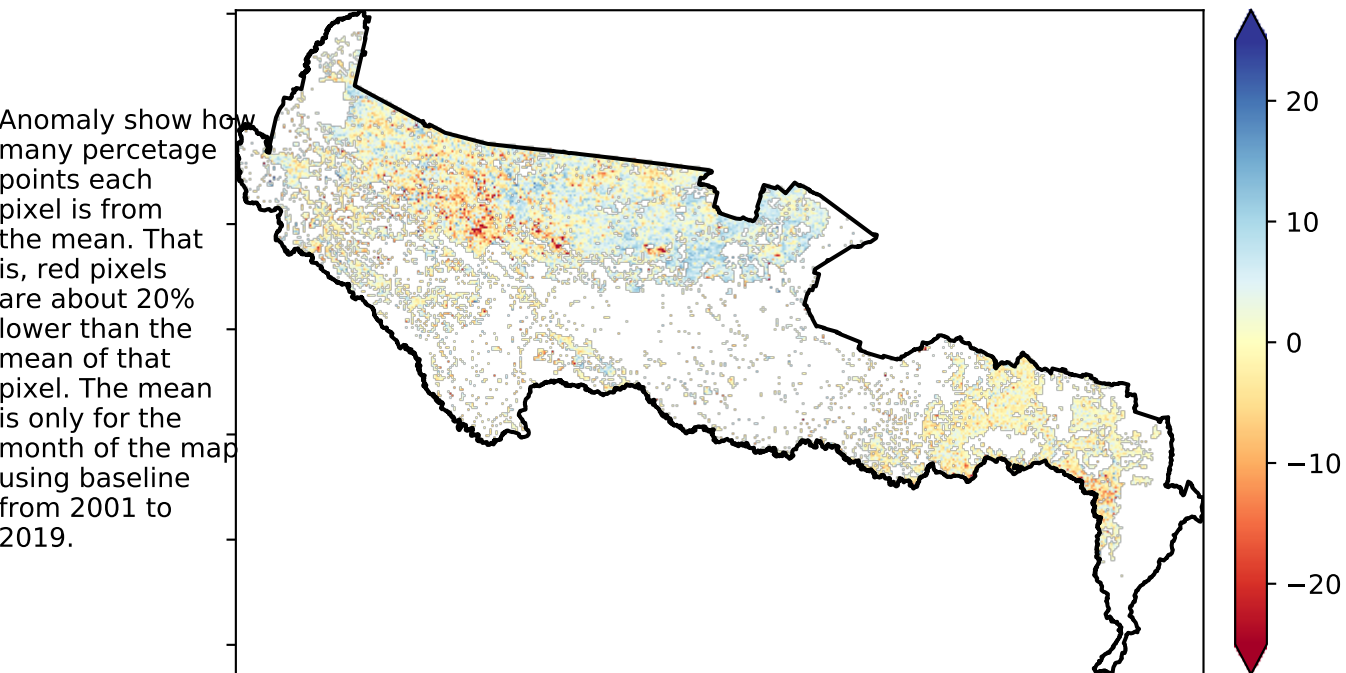 Anomaly show how
many percetage
points each
pixel is from
the mean. That
is, red pixels
are about 20%
lower than the
mean of that
pixel. The mean
is only for the
month of the map
using baseline
from 2001 to
2019.
20
10
0
−10
−20